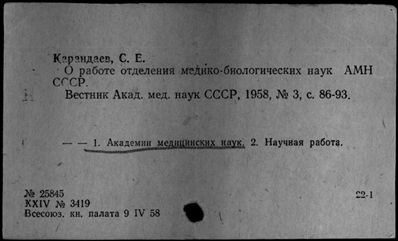 Карандаев, С. Е.
О работе отделения медико-биологических наук АМН
СССР.
Вестник Акад. мед. наук СССР, 1958, № 3, с. 86-93.
— — 1. Академии медицинских наук. 2. Научная работа.
№ 25845
KXIV № 3419
22-1
Всесоюз. кн. палата 9 IV 58